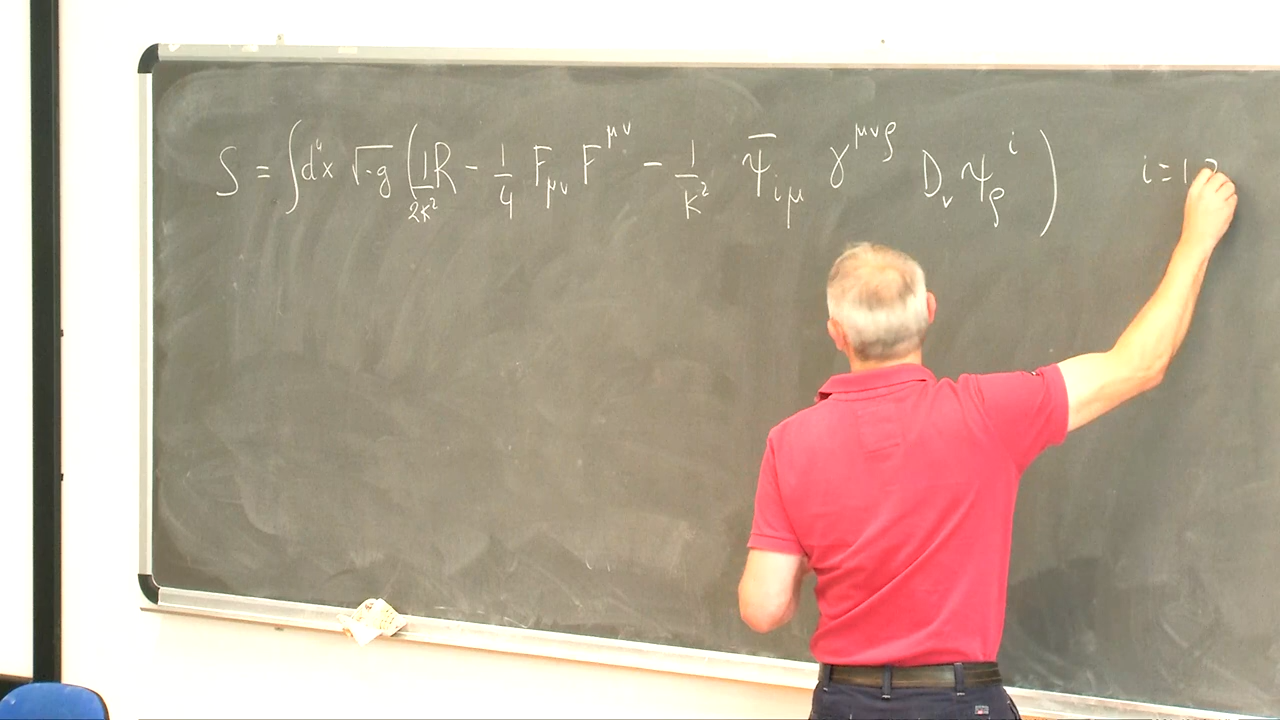 S = ∫d⁴x √-g (1/2κ² R - 1/4 F_μν F^μν - 1/κ² ψ̄_iμ γ^μνρ D_ν ψ_ρ^i) i=1,2